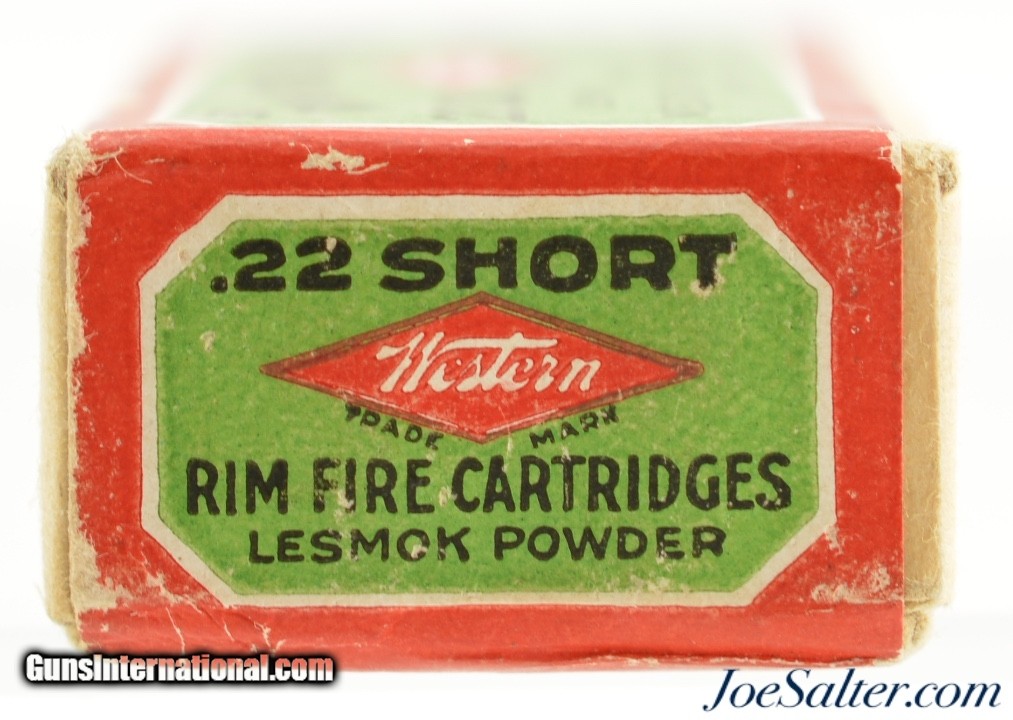 .22 SHORT
Western
TRADE MARK
RIM FIRE CARTRIDGES
LESMOK POWDER
GunsInternational.com
JoeSalter.com